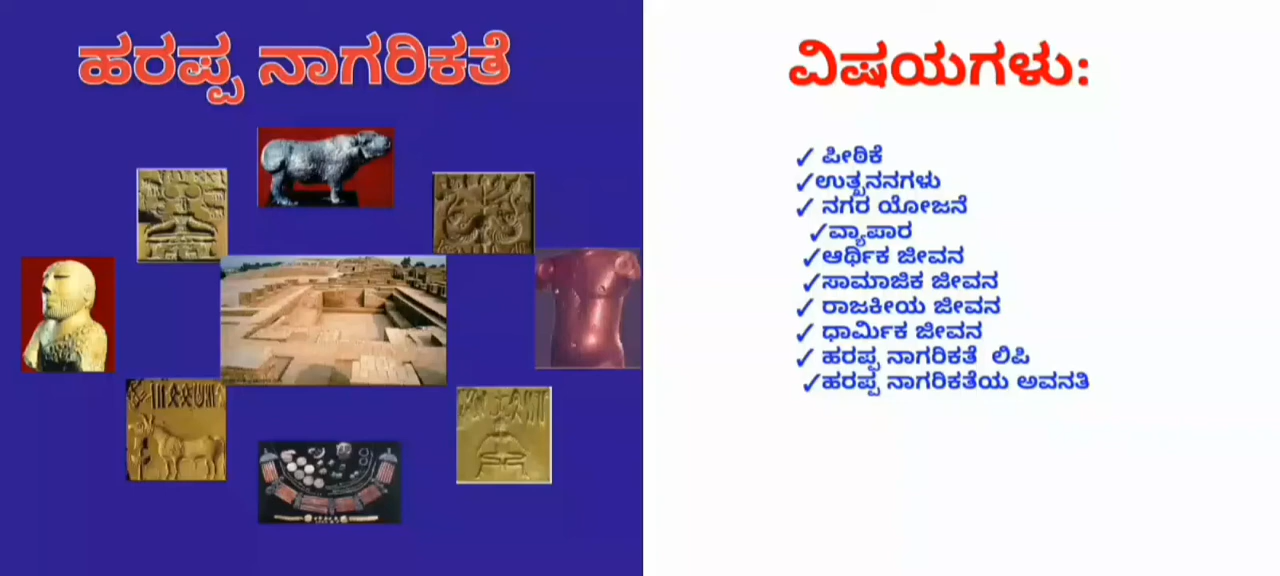 ಹರಪ್ಪ ನಾಗರಿಕತೆ
ವಿಷಯಗಳು:
✓ ಪೀಠಿಕೆ
✓ಉತ್ಖನನಗಳು
✓ ನಗರ ಯೋಜನೆ
✓ವ್ಯಾಪಾರ
✓ಆರ್ಥಿಕ ಜೀವನ
✓ಸಾಮಾಜಿಕ ಜೀವನ
✓ ರಾಜಕೀಯ ಜೀವನ
✓ ಧಾರ್ಮಿಕ ಜೀವನ
✓ ಹರಪ್ಪ ನಾಗರಿಕತೆ ಲಿಪಿ
✓ಹರಪ್ಪ ನಾಗರಿಕತೆಯ ಅವನತಿ